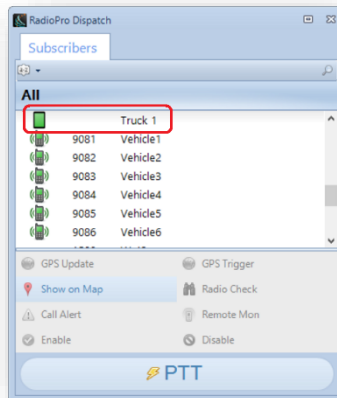 RadioPro Dispatch
Subscribers
All
Truck 1
9081 Vehicle1
9082 Vehicle2
9083 Vehicle3
9084 Vehicle4
9085 Vehicle5
9086 Vehicle6
GPS Update GPS Trigger
Show on Map Radio Check
Call Alert Remote Mon
Enable Disable
PTT